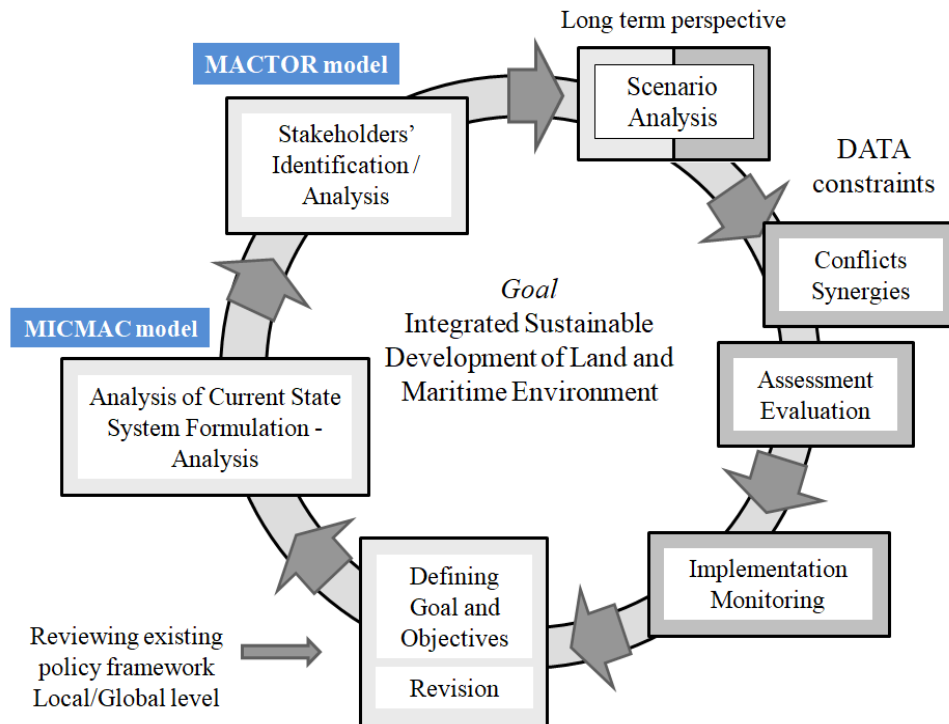 Long term perspective
MACTOR model
Scenario
Analysis
Stakeholders'
Identification /
Analysis
DATA
constraints
Conflicts
Synergies
Goal
Integrated Sustainable
Development of Land and
Maritime Environment
MICMAC model
Analysis of Current State
System Formulation -
Analysis
Assessment
Evaluation
Implementation
Monitoring
Defining
Goal and
Objectives
Revision
Reviewing existing
policy framework
Local/Global level